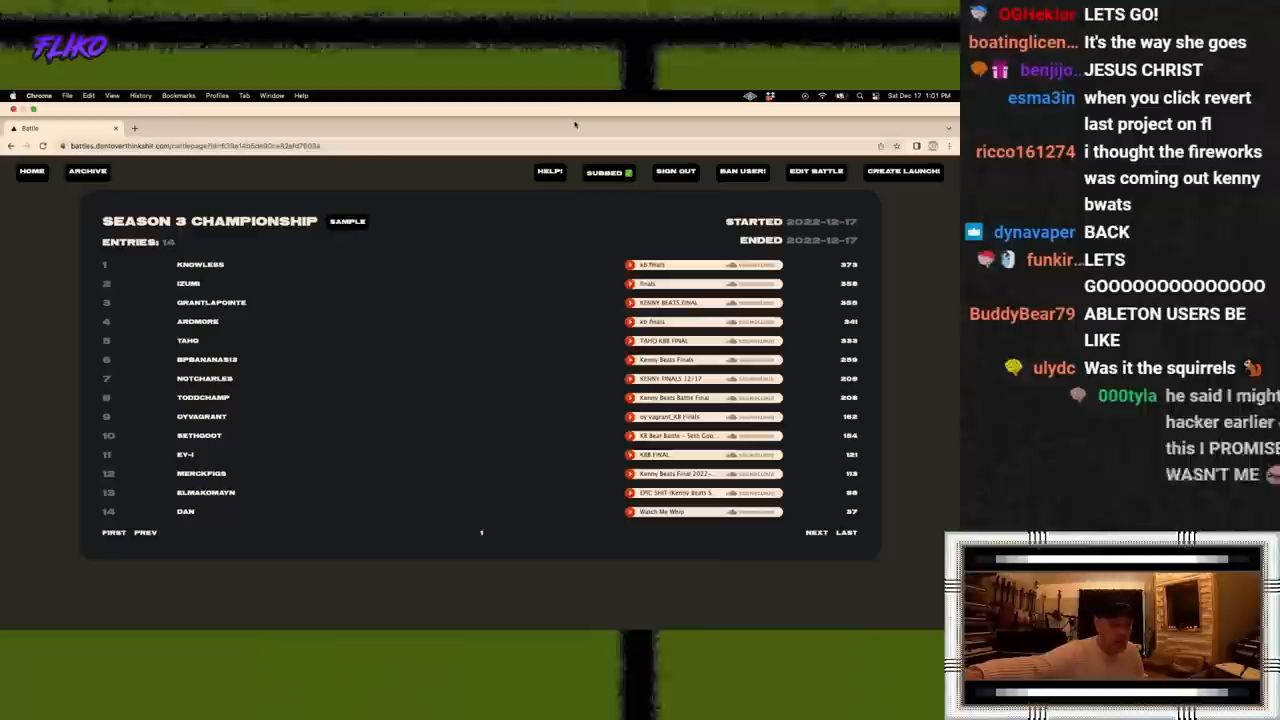 FLIKO
Chrome File Edit View History Bookmarks Profiles Tab Window Help
Sat Dec 17 1:01 PM
Battle
HOME ARCHIVE HELP! SUBBED ✅ SIGN OUT BAN USER! EDIT BATTLE CREATE LAUNCH!
SEASON 3 CHAMPIONSHIP SAMPLE STARTED 2022-12-17
ENTRIES: 14 ENDED 2022-12-17
1 KNOWLESS kb finals 373
2 IZUMI finals 358
3 GRANTLAPOINTE KENNY BEATS FINAL 355
4 ARDMORE kb finals 341
5 TAHO TAHO KBB FINAL 333
6 BPBANANAS13 Kenny Beats Finals 259
7 NOTCHARLES KENNY FINALS 12/17 209
8 TODDCHAMP Kenny Beats Battle Final 208
9 OYVAGRANT oy vagrant_KB Finals 162
10 SETHGOOT KB Beat Battle - Seth Goo... 154
11 EY-I KBB FINAL 121
12 MERCKFIGS Kenny Beats Final 2022-... 113
13 ELMAKOMAYN EPIC SHIT (Kenny Beats S... 88
14 DAN Watch Me Whip 37
FIRST PREV 1 NEXT LAST
OGHektor LETS GO!
boatinglicen... It's the way she goes
benjijo... JESUS CHRIST
esma3in when you click revert
last project on fl
ricco161274 i thought the fireworks
was coming out kenny
bwats
dynavaper BACK
funkir... LETS
GOOOOOOOOOOOOOO
BuddyBear79 ABLETON USERS BE
LIKE
ulydc Was it the squirrels 🐿
000tyla I said I might
hacker earlier
this I PROMISE
WASN'T ME